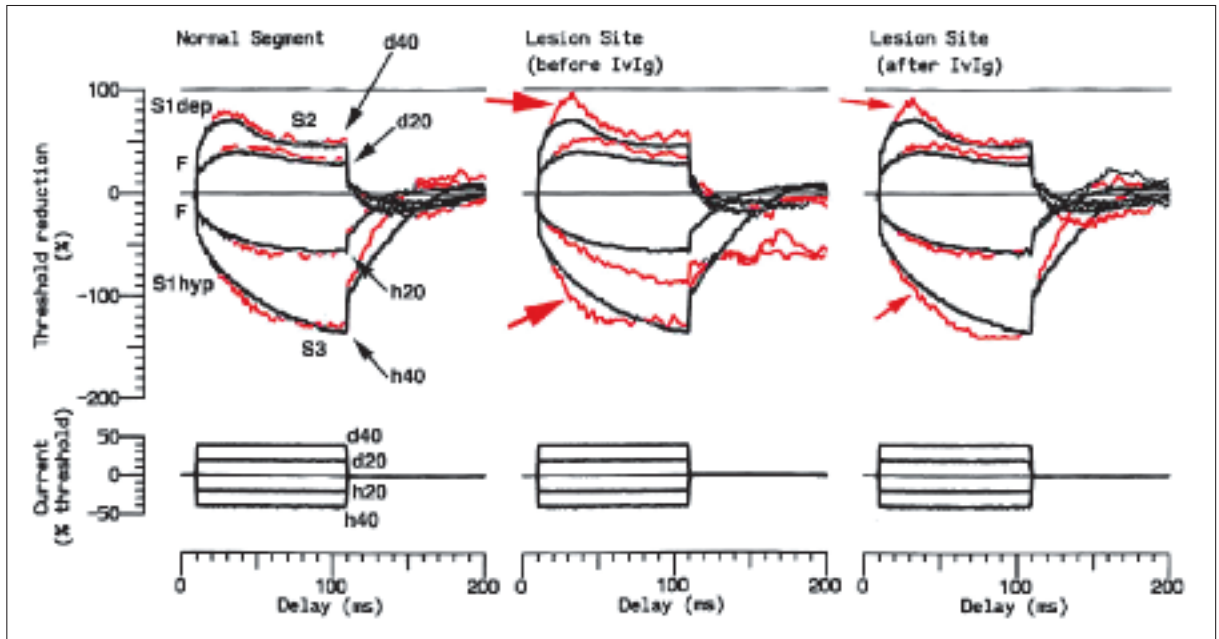 Normal Segment
d40
Lesion Site
(before IvIg)
Lesion Site
(after IvIg)
100
0
-100
-200
Threshold reduction
(%)
S1dep
S2
d20
F
F
S1hyp
h20
S3
h40
50
0
-50
Current
(% threshold)
d40
d20
h20
h40
0
100
200
Delay (ms)
0
100
200
Delay (ms)
0
100
200
Delay (ms)